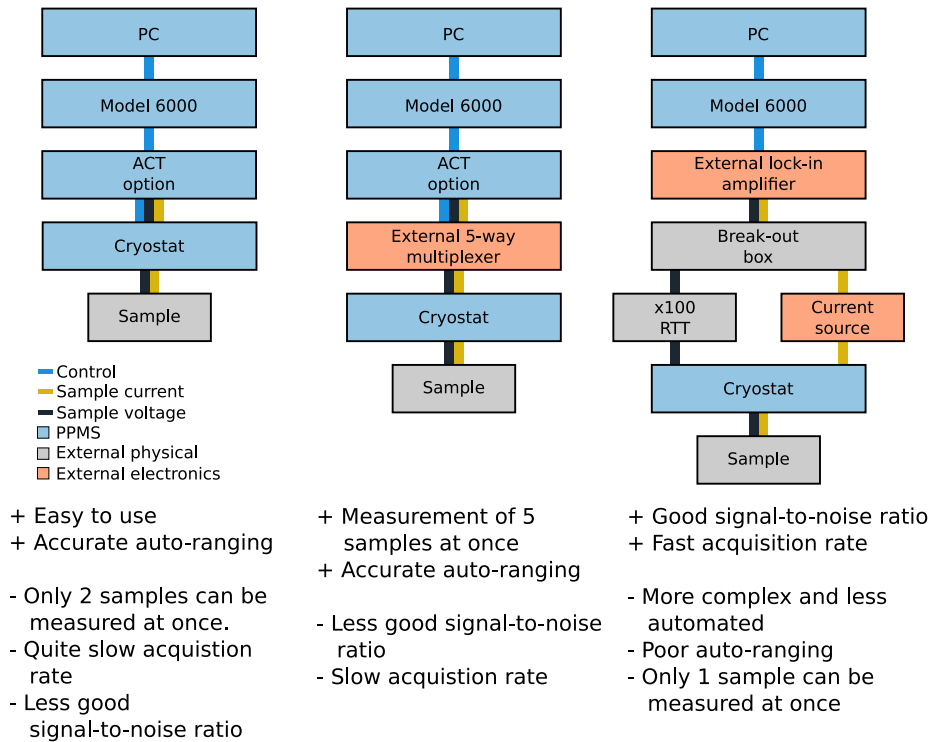 PC
Model 6000
ACT
option
Cryostat
Sample
Control
Sample current
Sample voltage
PPMS
External physical
External electronics
+ Easy to use
+ Accurate auto-ranging
- Only 2 samples can be
measured at once.
- Quite slow acquistion
rate
- Less good
signal-to-noise ratio
PC
Model 6000
ACT
option
External 5-way
multiplexer
Cryostat
Sample
+ Measurement of 5
samples at once
+ Accurate auto-ranging
- Less good signal-to-noise
ratio
- Slow acquistion rate
PC
Model 6000
External lock-in
amplifier
Break-out
box
x100
RTT
Current
source
Cryostat
Sample
+ Good signal-to-noise ratio
+ Fast acquisition rate
- More complex and less
automated
- Poor auto-ranging
- Only 1 sample can be
measured at once